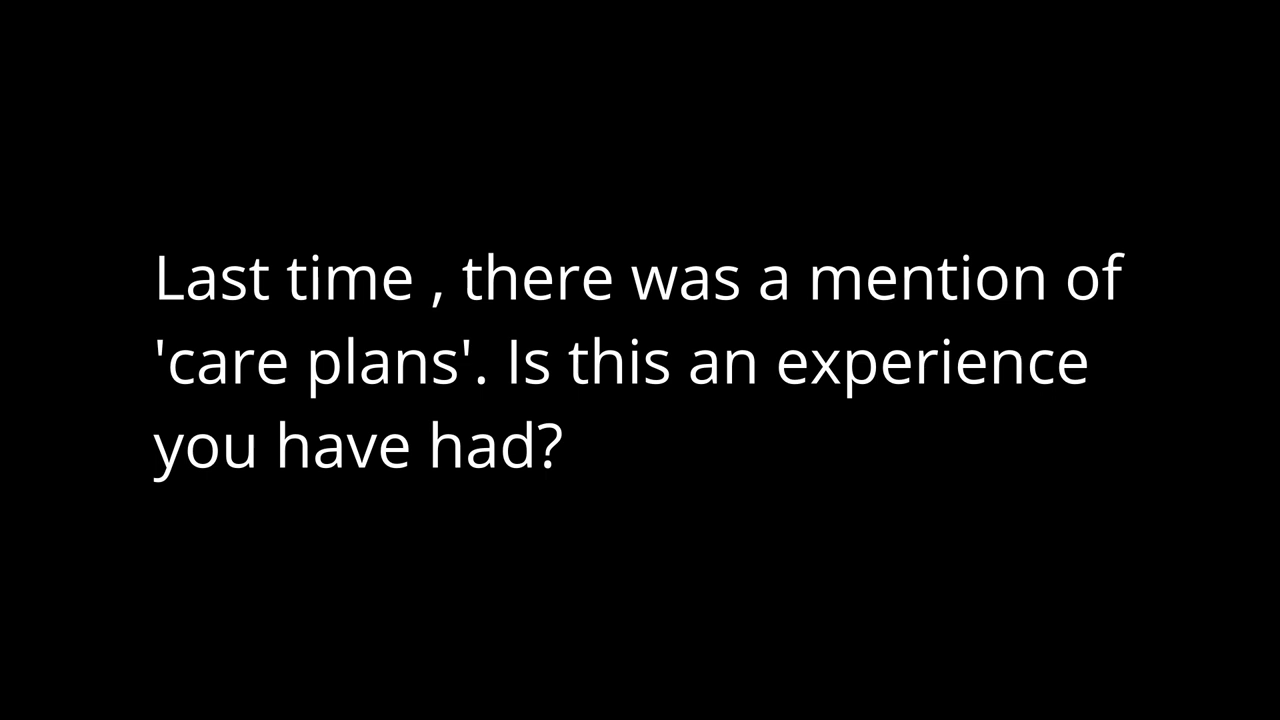 Last time , there was a mention of
'care plans'. Is this an experience
you have had?